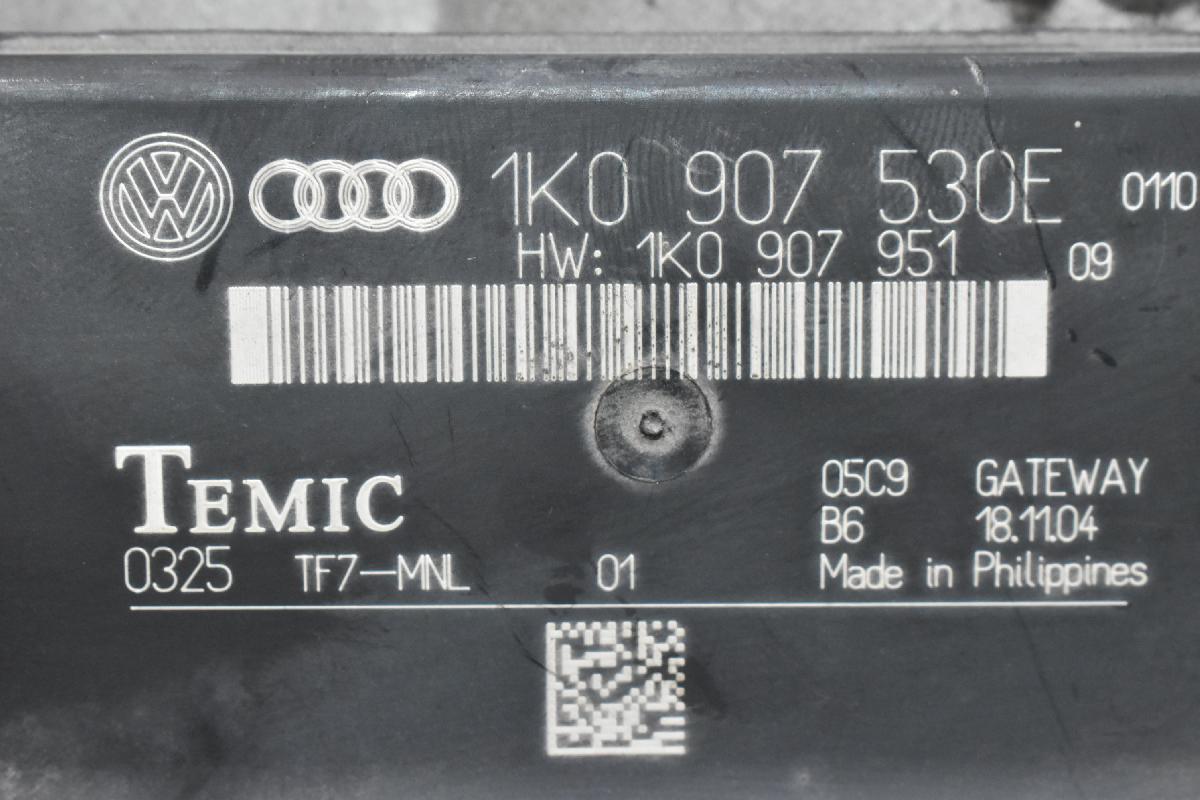 1K0 907 530E 0110
HW: 1K0 907 951 09
TEMIC
05C9 GATEWAY
B6 18.11.04
0325 TF7-MNL 01 Made in Philippines